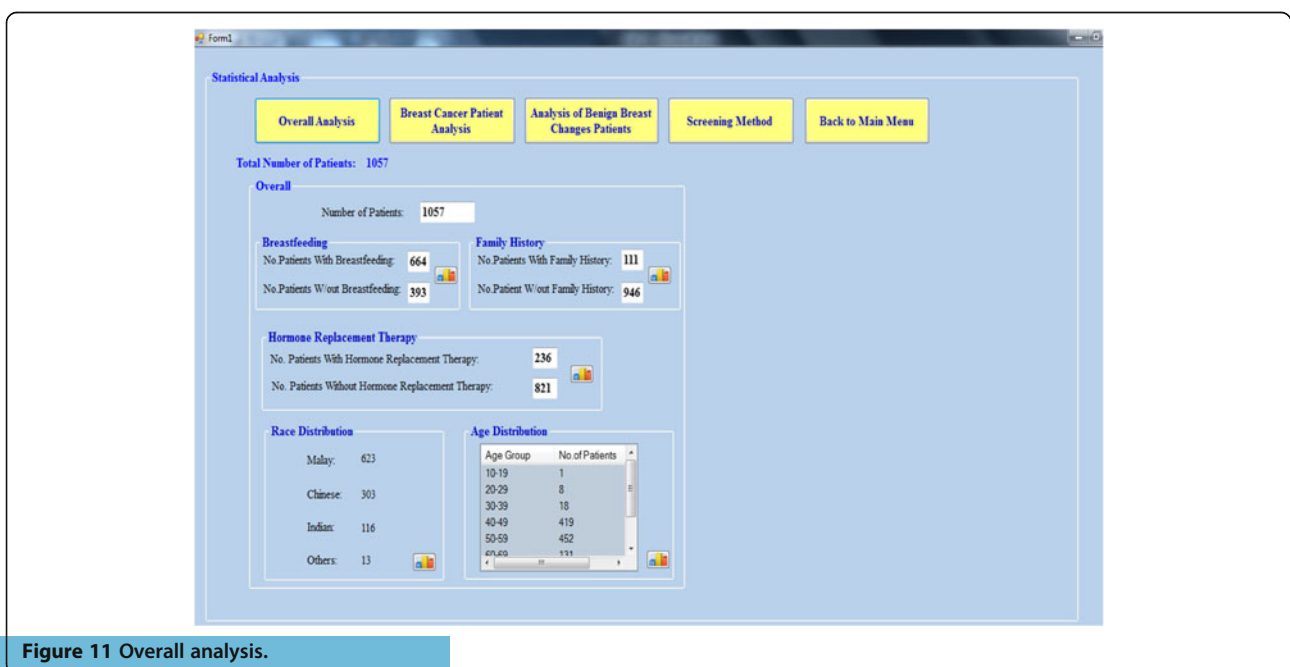 Form1
Statistical Analysis
Overall Analysis
Breast Cancer Patient
Analysis
Analysis of Benign Breast
Changes Patients
Screening Method
Back to Main Menu
Total Number of Patients: 1057
Overall
Number of Patients: 1057
Breastfeeding
No.Patients With Breastfeeding: 664
No.Patients W/out Breastfeeding: 393
Family History
No.Patients With Family History: 111
No.Patient W/out Family History: 946
Hormone Replacement Therapy
No. Patients With Hormone Replacement Therapy: 236
No. Patients Without Hormone Replacement Therapy: 821
Race Distribution
Malay: 623
Chinese: 303
Indian: 116
Others: 13
Age Distribution
Age Group No.of Patients
10-19 1
20-29 8
30-39 18
40-49 419
50-59 452
60-69 131
Figure 11 Overall analysis.